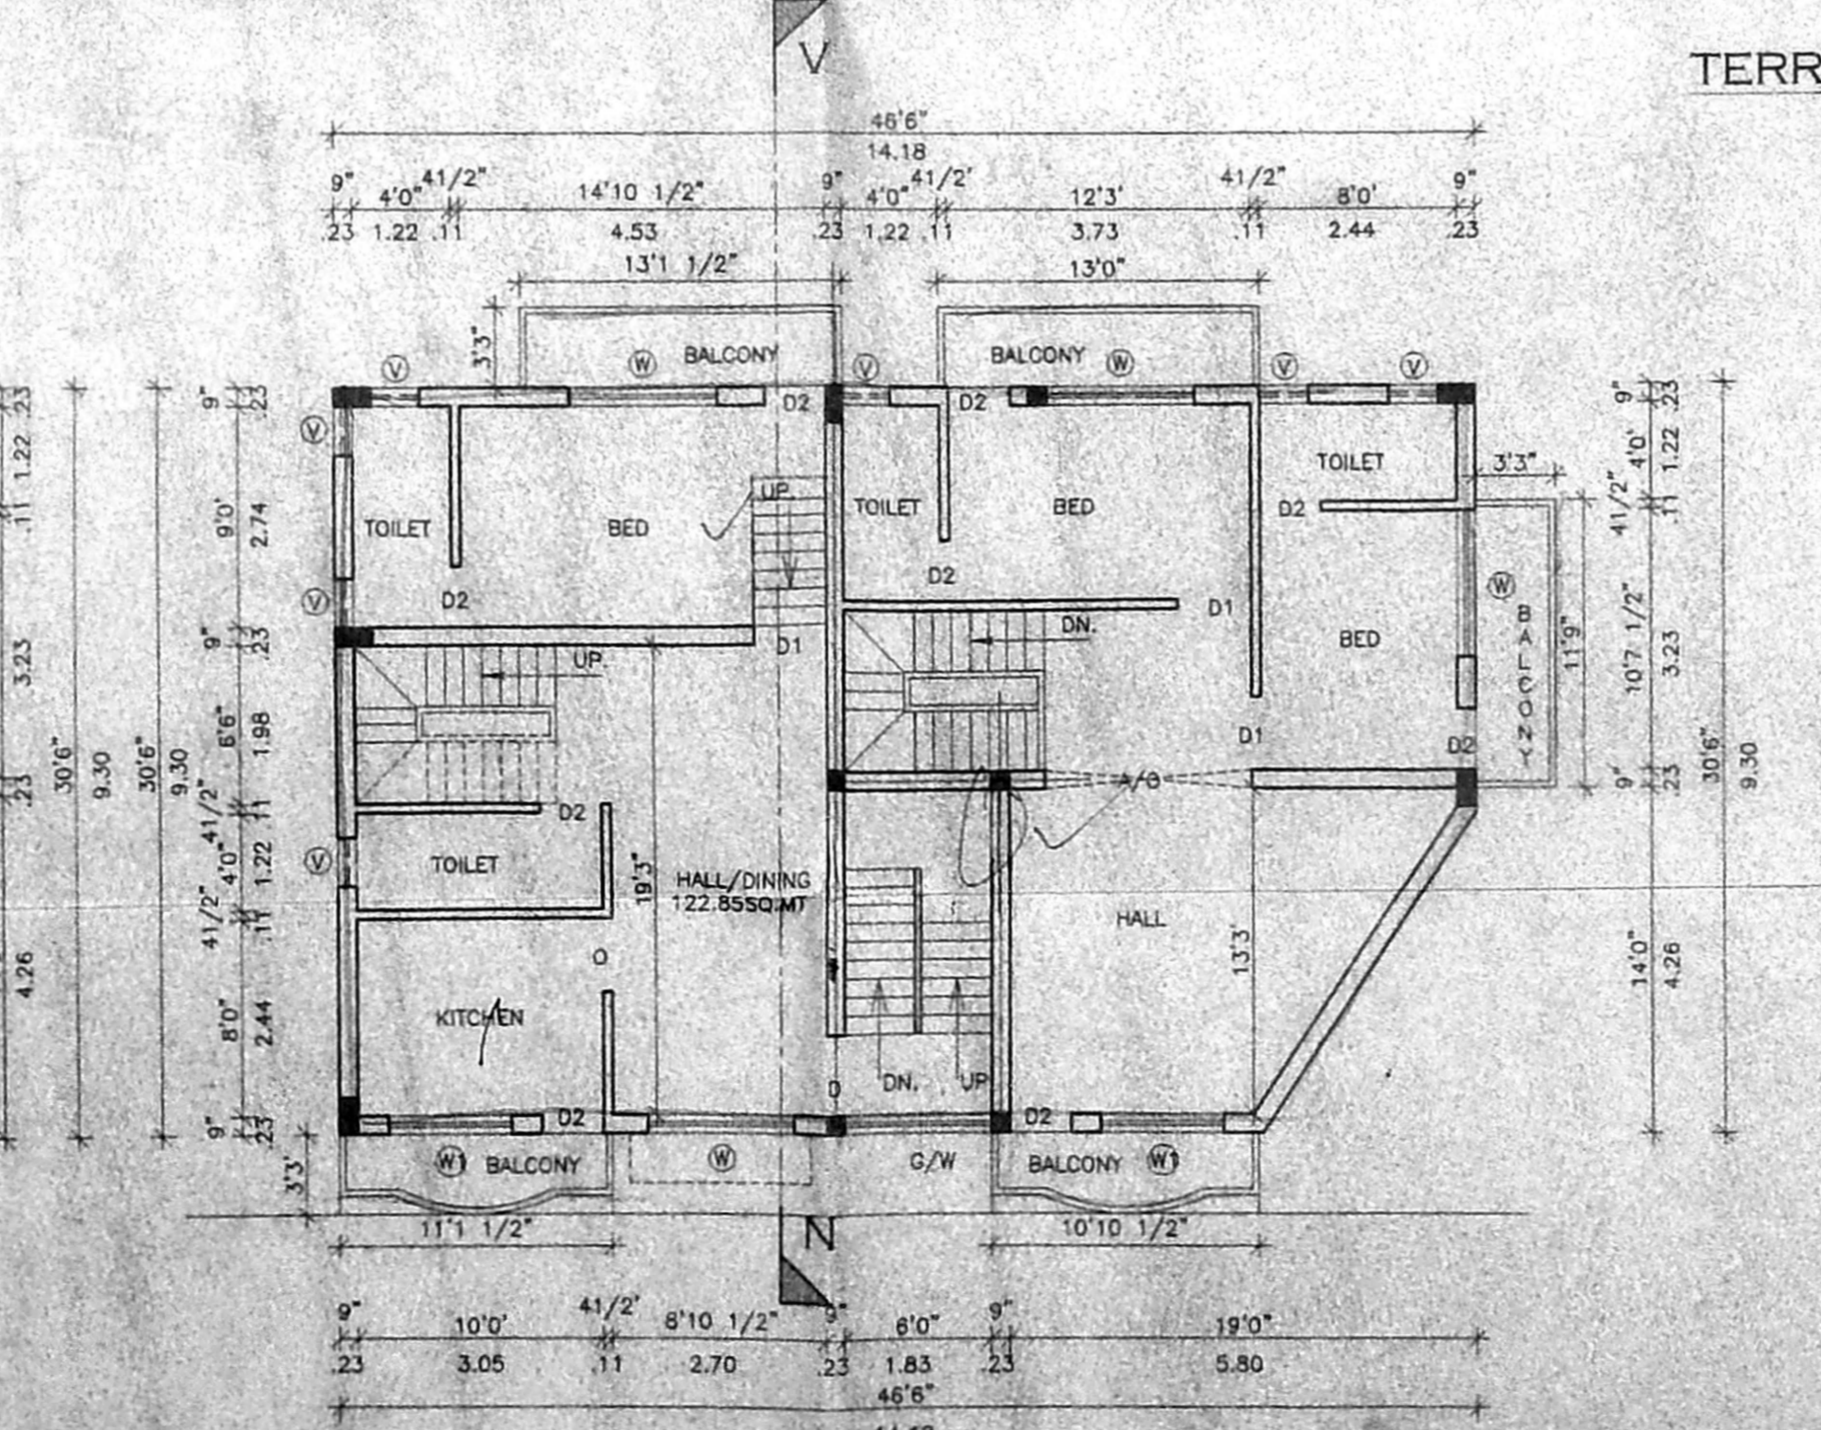 V
TERR
46'6"
14.18
9" 4'0" 41/2" 14'10 1/2" 9" 4'0" 41/2' 12'3' 41/2" 8'0' 9"
.23 1.22 .11 4.53 .23 1.22 .11 3.73 .11 2.44 .23
13'1 1/2" 13'0"
3'3"
W BALCONY BALCONY W
V V V V
D2 D2
V
TOILET
3'3"
UP.
TOILET BED
D2
TOILET BED
D2
V D2 D1
W
BALCONY
11'9"
DN.
BED
D1
UP.
D1 D2
A/O
D2
V TOILET
19'3"
HALL/DINING
122.85SQ.MT
HALL
13'3'
O
KITCHEN
D DN. UP
D2 D2
W1 BALCONY W G/W BALCONY W1
3'3'
11'1 1/2" N 10'10 1/2"
9" 10'0' 41/2' 8'10 1/2" 9" 6'0" 9" 19'0"
.23 3.05 .11 2.70 .23 1.83 .23 5.80
46'6"
.23
1.22
.11
3.23
.23
4.26
30'6"
9.30
30'6"
9.30
9" .23
9'0' 2.74
9" .23
6'6" 1.98
41/2" .11
4'0" 1.22
41/2" .11
8'0" 2.44
9" .23
9" .23
4'0' 1.22
41/2" .11
10'7 1/2" 3.23
9" .23
14'0" 4.26
30'6"
9.30